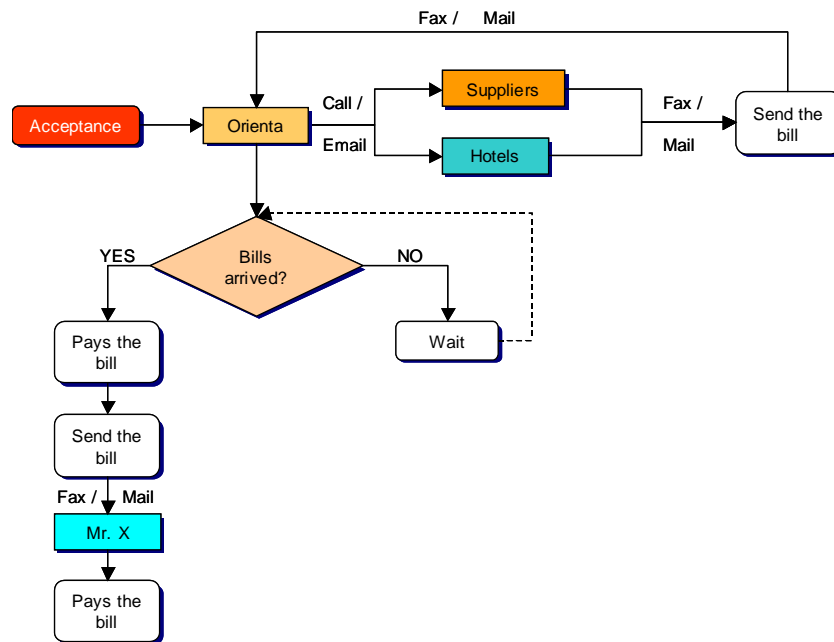 Fax / Mail
Acceptance
Orienta
Call /
Email
Suppliers
Hotels
Fax /
Mail
Send the
bill
Bills
arrived?
YES
NO
Pays the
bill
Wait
Send the
bill
Fax / Mail
Mr. X
Pays the
bill